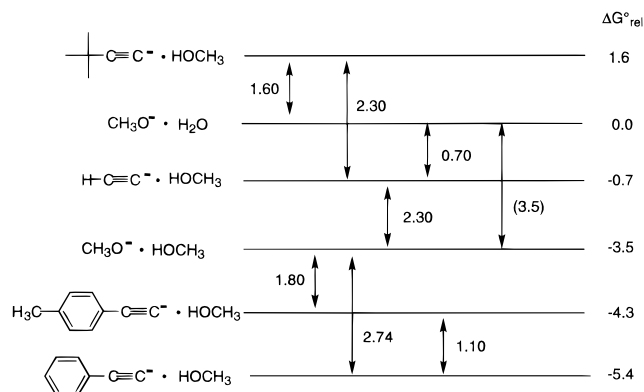 ΔG°rel
C≡C⁻ • HOCH₃ 1.6
1.60
2.30
CH₃O⁻ • H₂O 0.0
0.70
H–C≡C⁻ • HOCH₃ -0.7
2.30
(3.5)
CH₃O⁻ • HOCH₃ -3.5
1.80
H₃C C≡C⁻ • HOCH₃ -4.3
2.74
1.10
C≡C⁻ • HOCH₃ -5.4